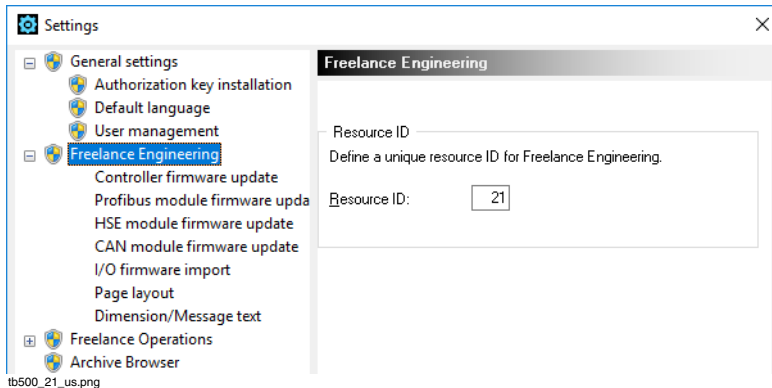 Settings
General settings
Authorization key installation
Default language
User management
Freelance Engineering
Controller firmware update
Profibus module firmware upda
HSE module firmware update
CAN module firmware update
I/O firmware import
Page layout
Dimension/Message text
Freelance Operations
Archive Browser
Freelance Engineering
Resource ID
Define a unique resource ID for Freelance Engineering.
Resource ID: 21
tb500_21_us.png